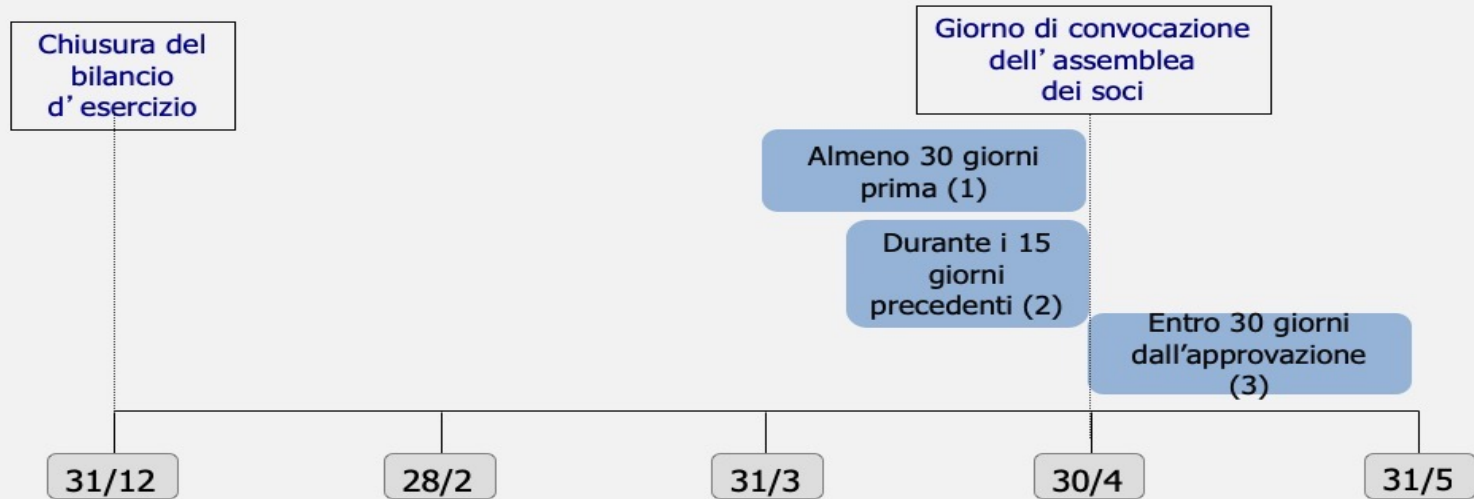 Chiusura del
bilancio
d’esercizio
Giorno di convocazione
dell’assemblea
dei soci
Almeno 30 giorni
prima (1)
Durante i 15
giorni
precedenti (2)
Entro 30 giorni
dall’approvazione
(3)
31/12
28/2
31/3
30/4
31/5